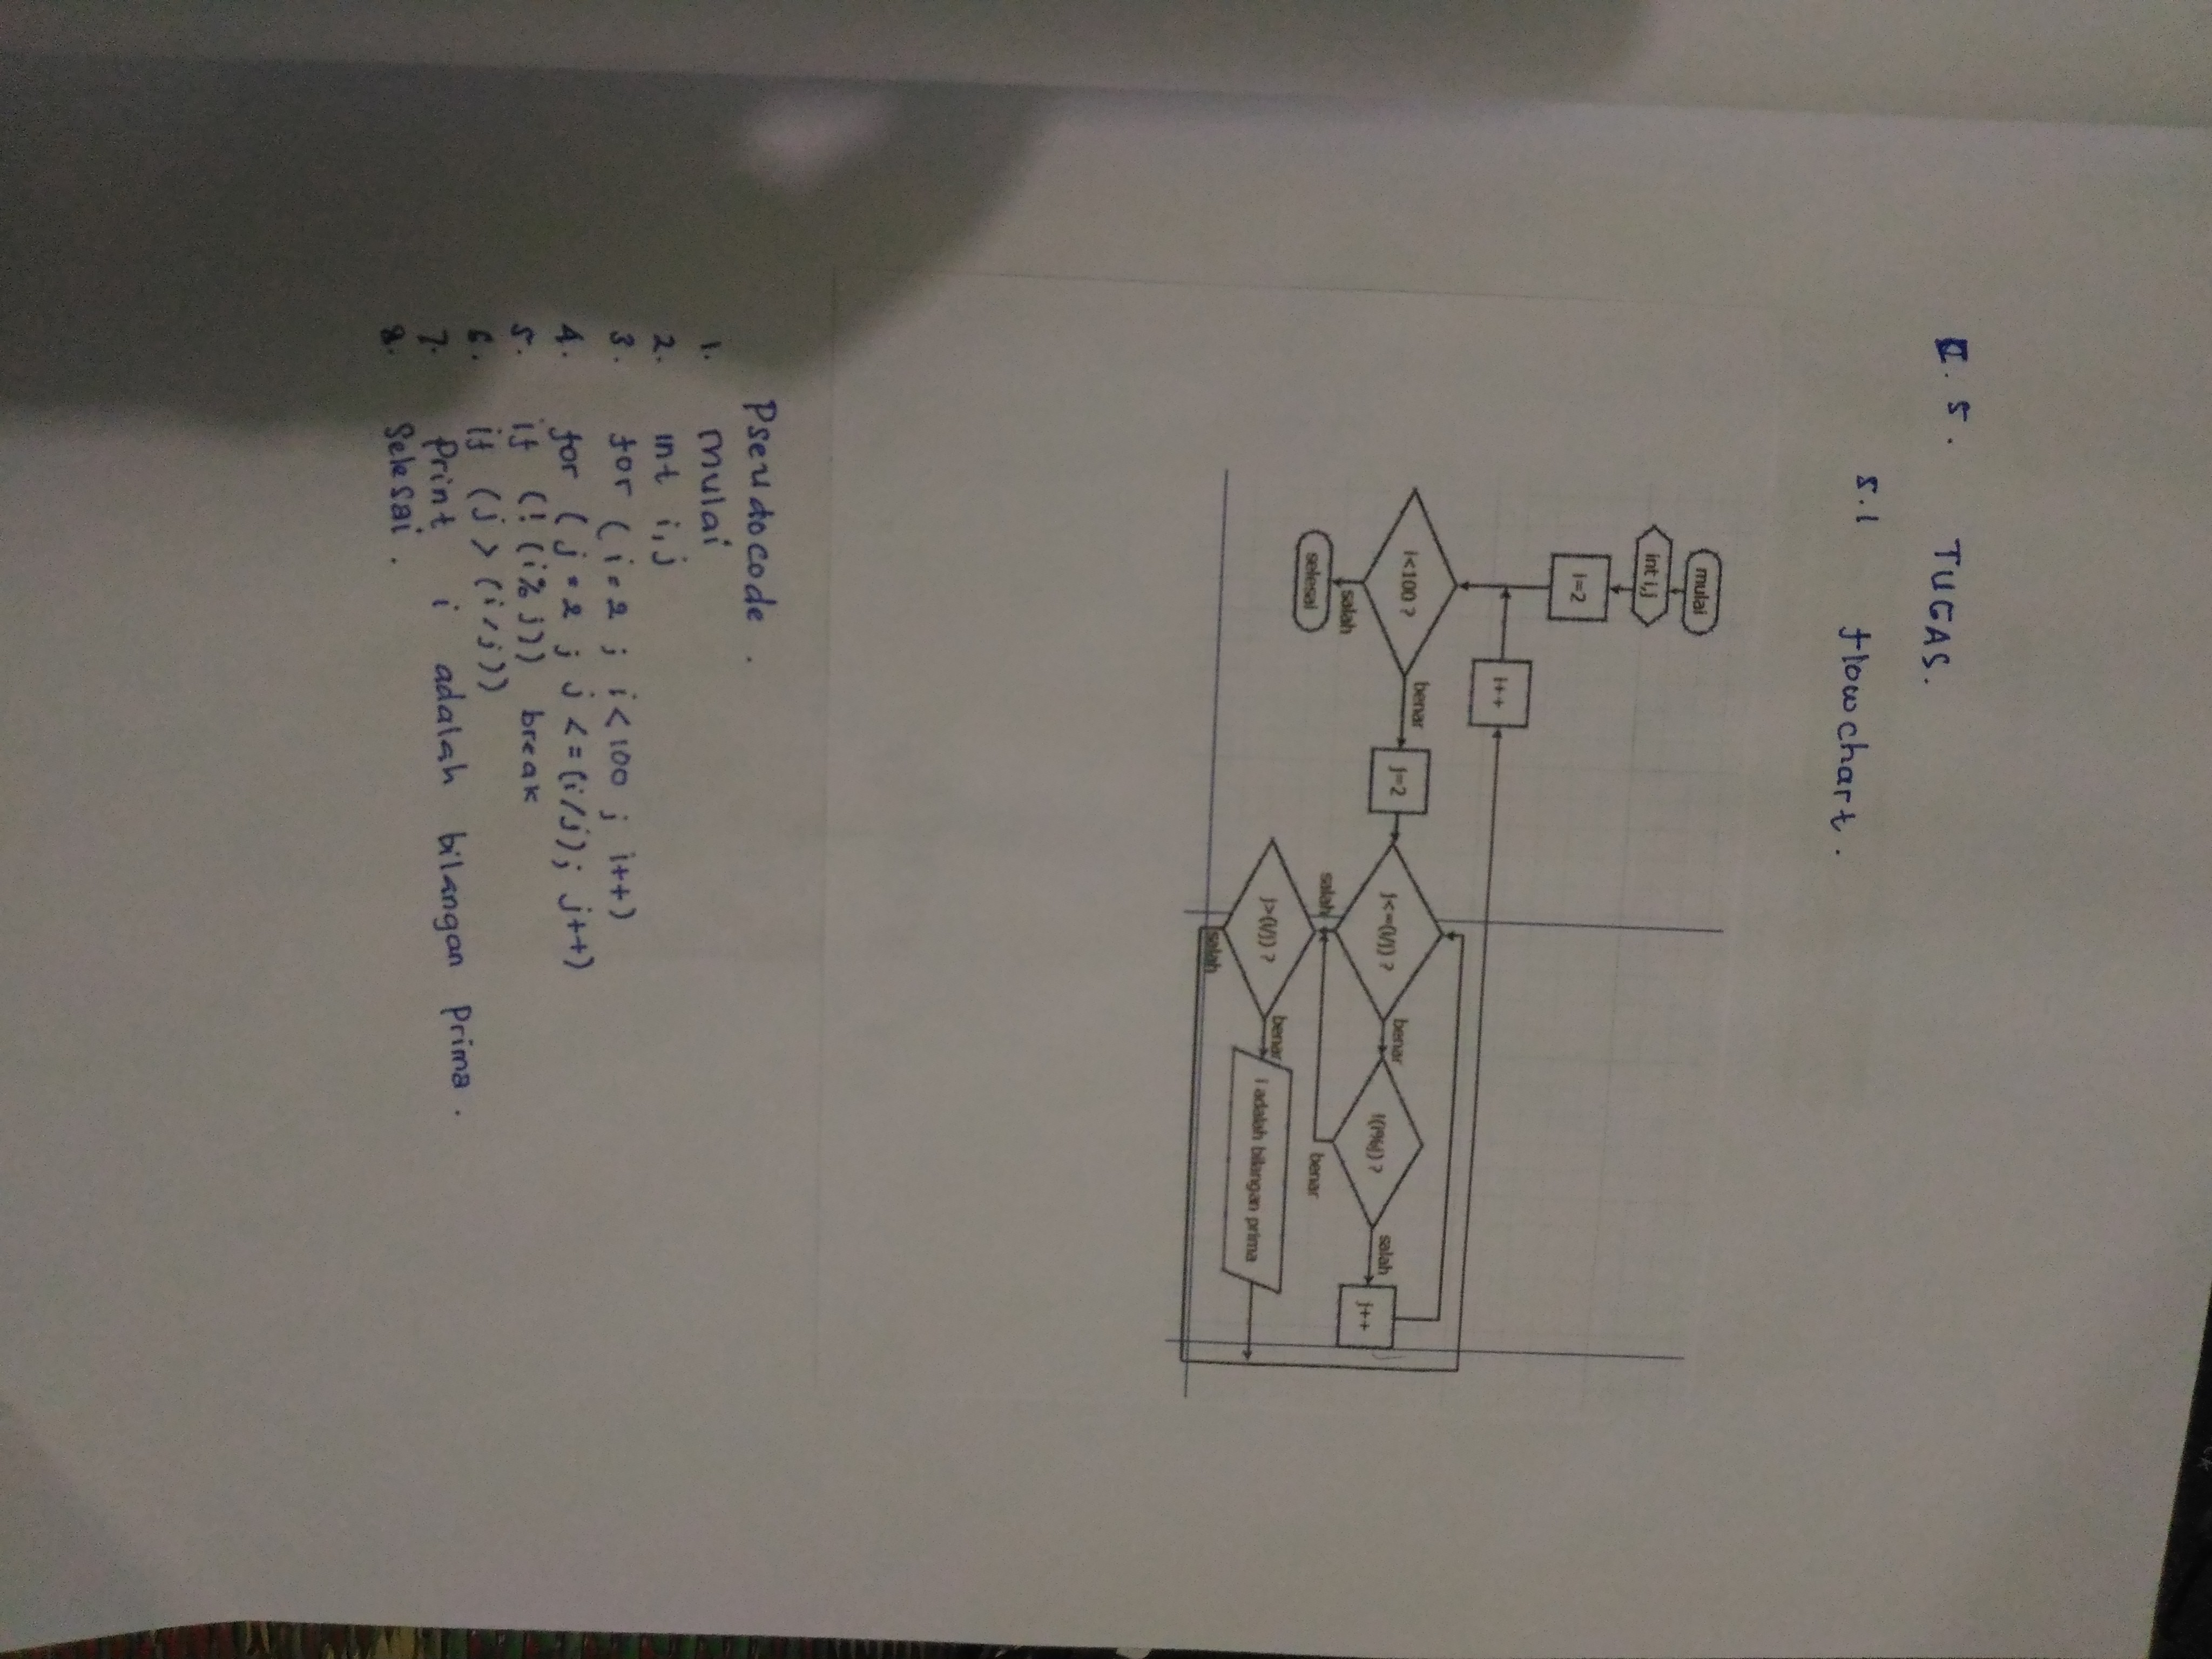 5. TUGAS.
5.1 flowchart.
mulai
int i,j
i=2
i++
i<100 ?
benar
salah
selesai
j=2
j<=(i/j) ?
benar
salah
!(i%j) ?
salah
benar
j++
j>(i/j) ?
benar
salah
i adalah bilangan prima
Pseudocode.
1. mulai
2. int i,j
3. for (i=2 ; i<100 ; i++)
4. for (j=2 ; j<=(i/j); j++)
5. if (!(i%j)) break
6. if (j > (i/j))
7. Print i adalah bilangan Prima.
8. Selesai.